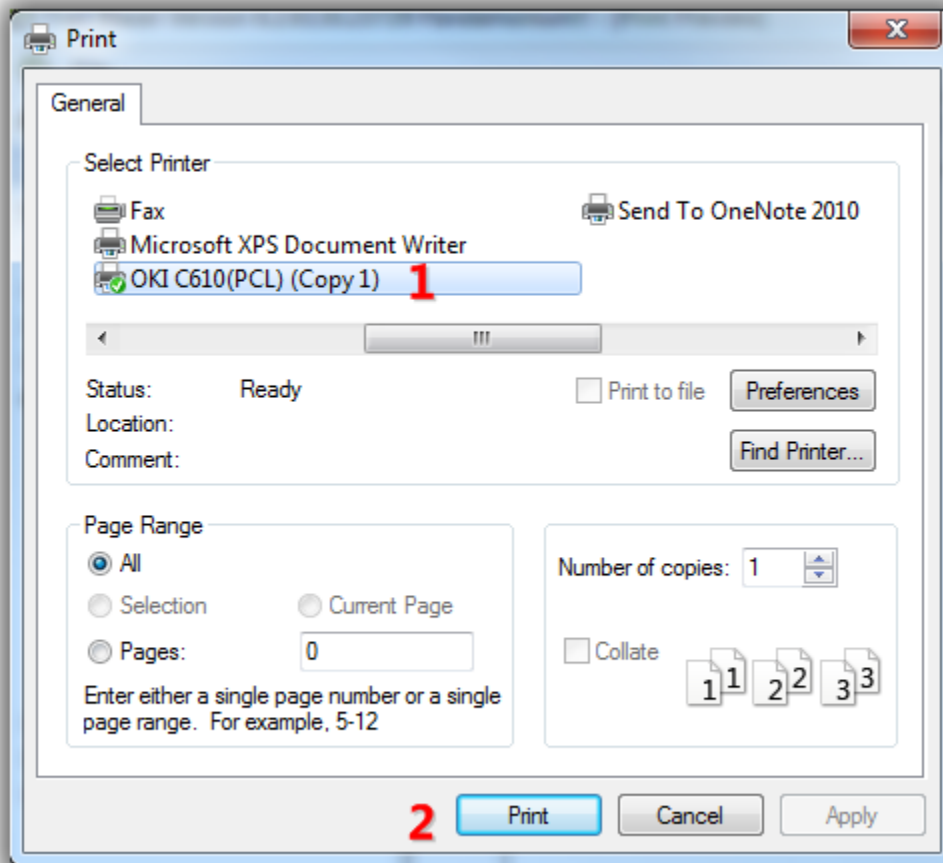 Print
General
Select Printer
Fax
Send To OneNote 2010
Microsoft XPS Document Writer
OKI C610(PCL) (Copy 1) 1
Status: Ready
Print to file
Preferences
Location:
Comment:
Find Printer...
Page Range
All
Selection
Current Page
Pages: 0
Enter either a single page number or a single
page range. For example, 5-12
Number of copies: 1
Collate
1 1 2 2 3 3
2 Print Cancel Apply